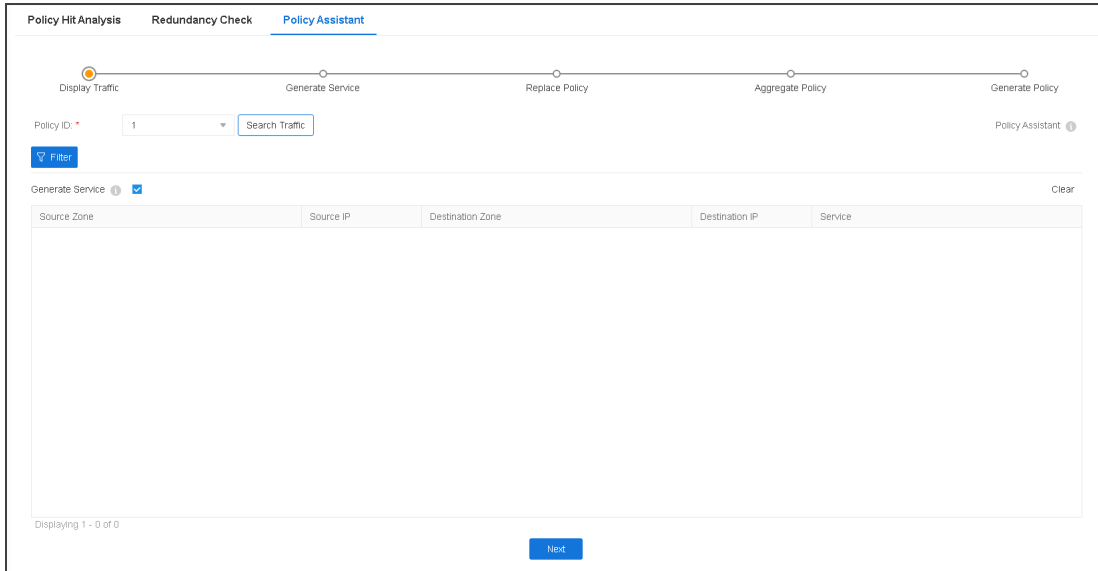 Policy Hit Analysis Redundancy Check Policy Assistant
Display Traffic Generate Service Replace Policy Aggregate Policy Generate Policy
Policy ID: * 1 Search Traffic Policy Assistant
Filter
Generate Service Clear
Source Zone Source IP Destination Zone Destination IP Service
Displaying 1 - 0 of 0
Next